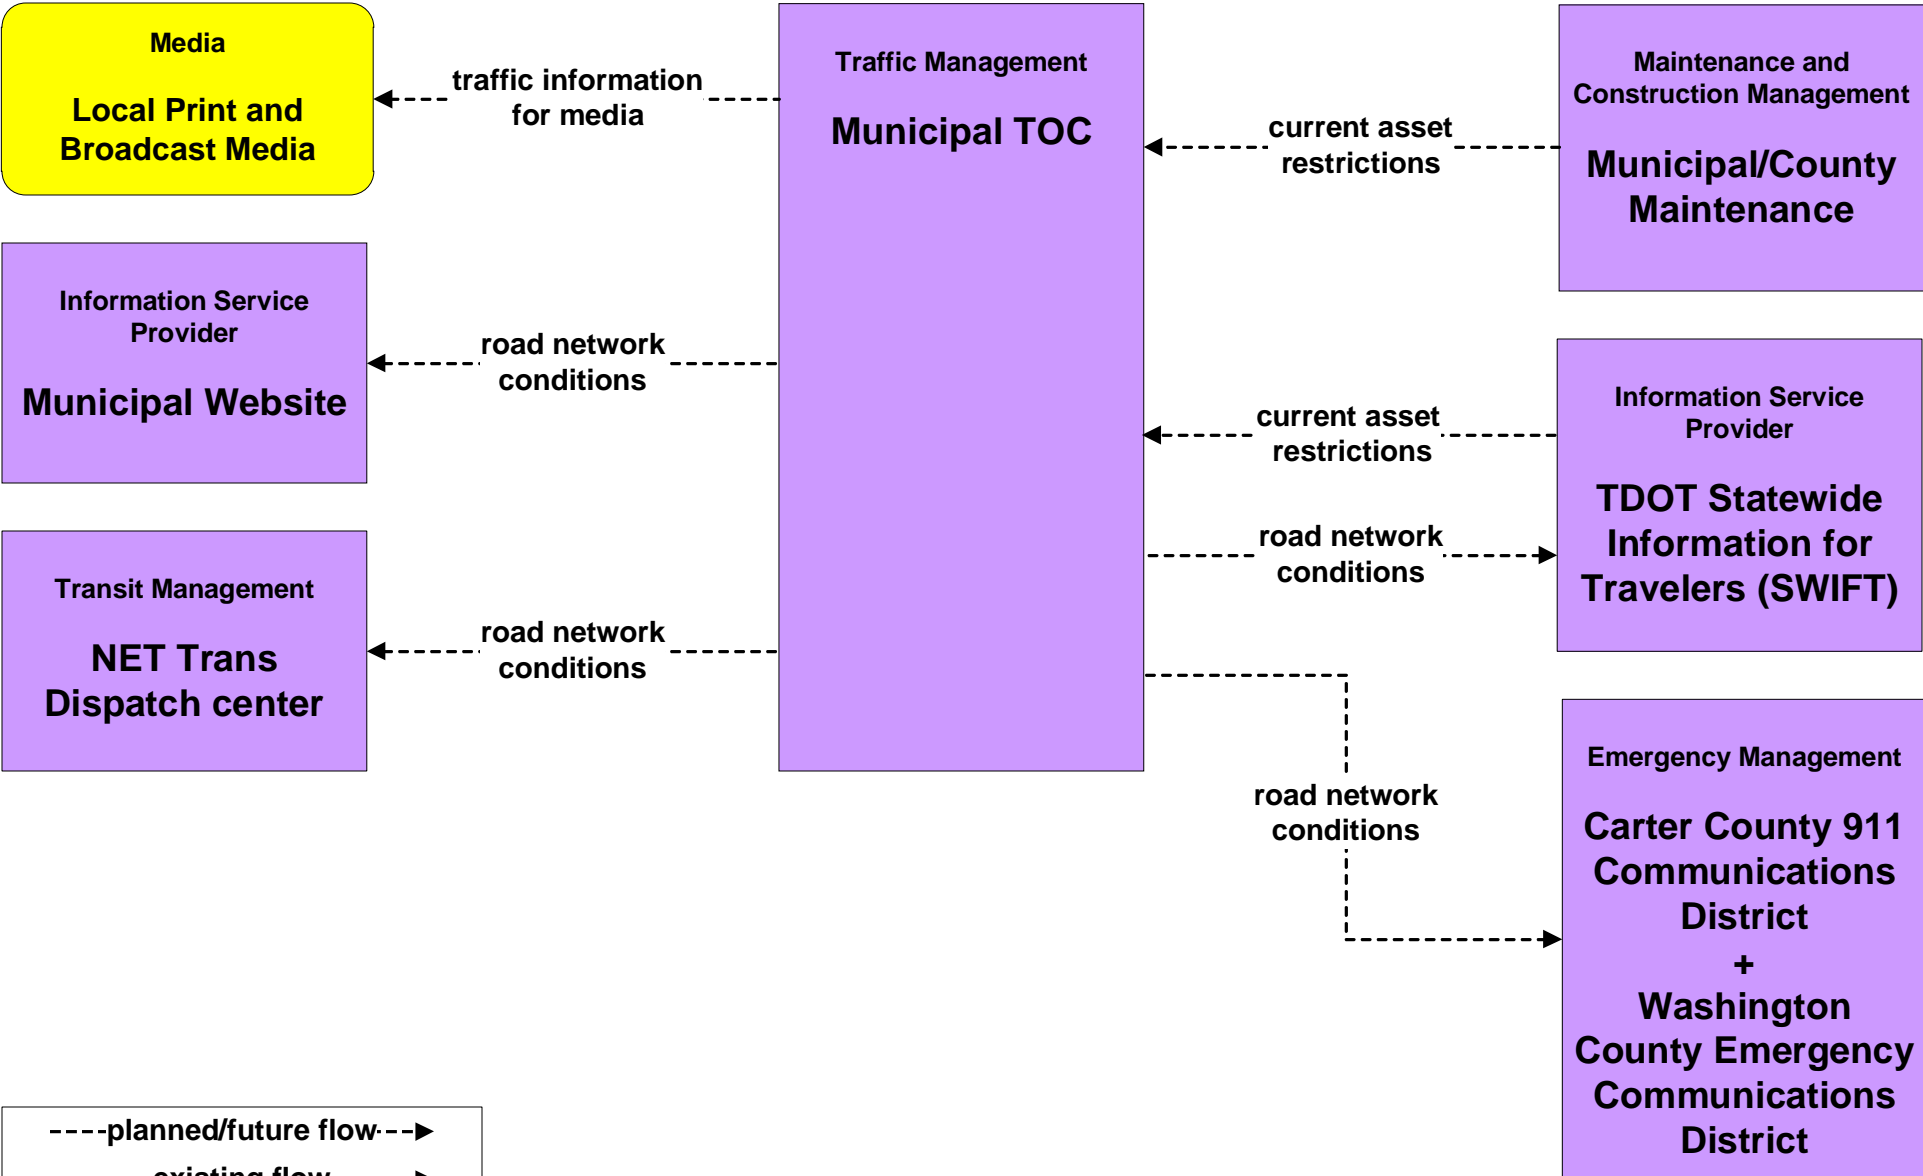 Media
Local Print and
Broadcast Media
traffic information
for media
Traffic Management
Municipal TOC
current asset
restrictions
Maintenance and
Construction Management
Municipal/County
Maintenance
Information Service
Provider
Municipal Website
road network
conditions
current asset
restrictions
road network
conditions
Information Service
Provider
TDOT Statewide
Information for
Travelers (SWIFT)
Transit Management
NET Trans
Dispatch center
road network
conditions
road network
conditions
Emergency Management
Carter County 911
Communications
District
+
Washington
County Emergency
Communications
District
planned/future flow
existing flow